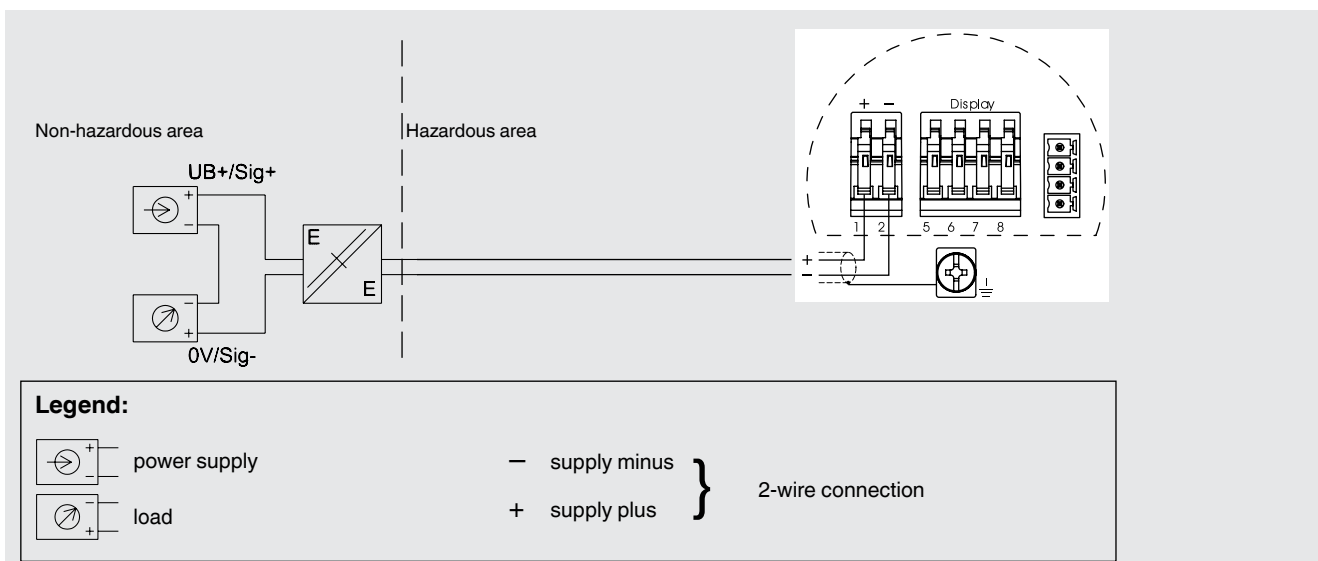 Non-hazardous area
Hazardous area
UB+/Sig+
+
−
−
+
0V/Sig-
E
E
+ − Display
1 2 5 6 7 8
+
−
Legend:
+
−
power supply
−
+
load
− supply minus
+ supply plus
} 2-wire connection